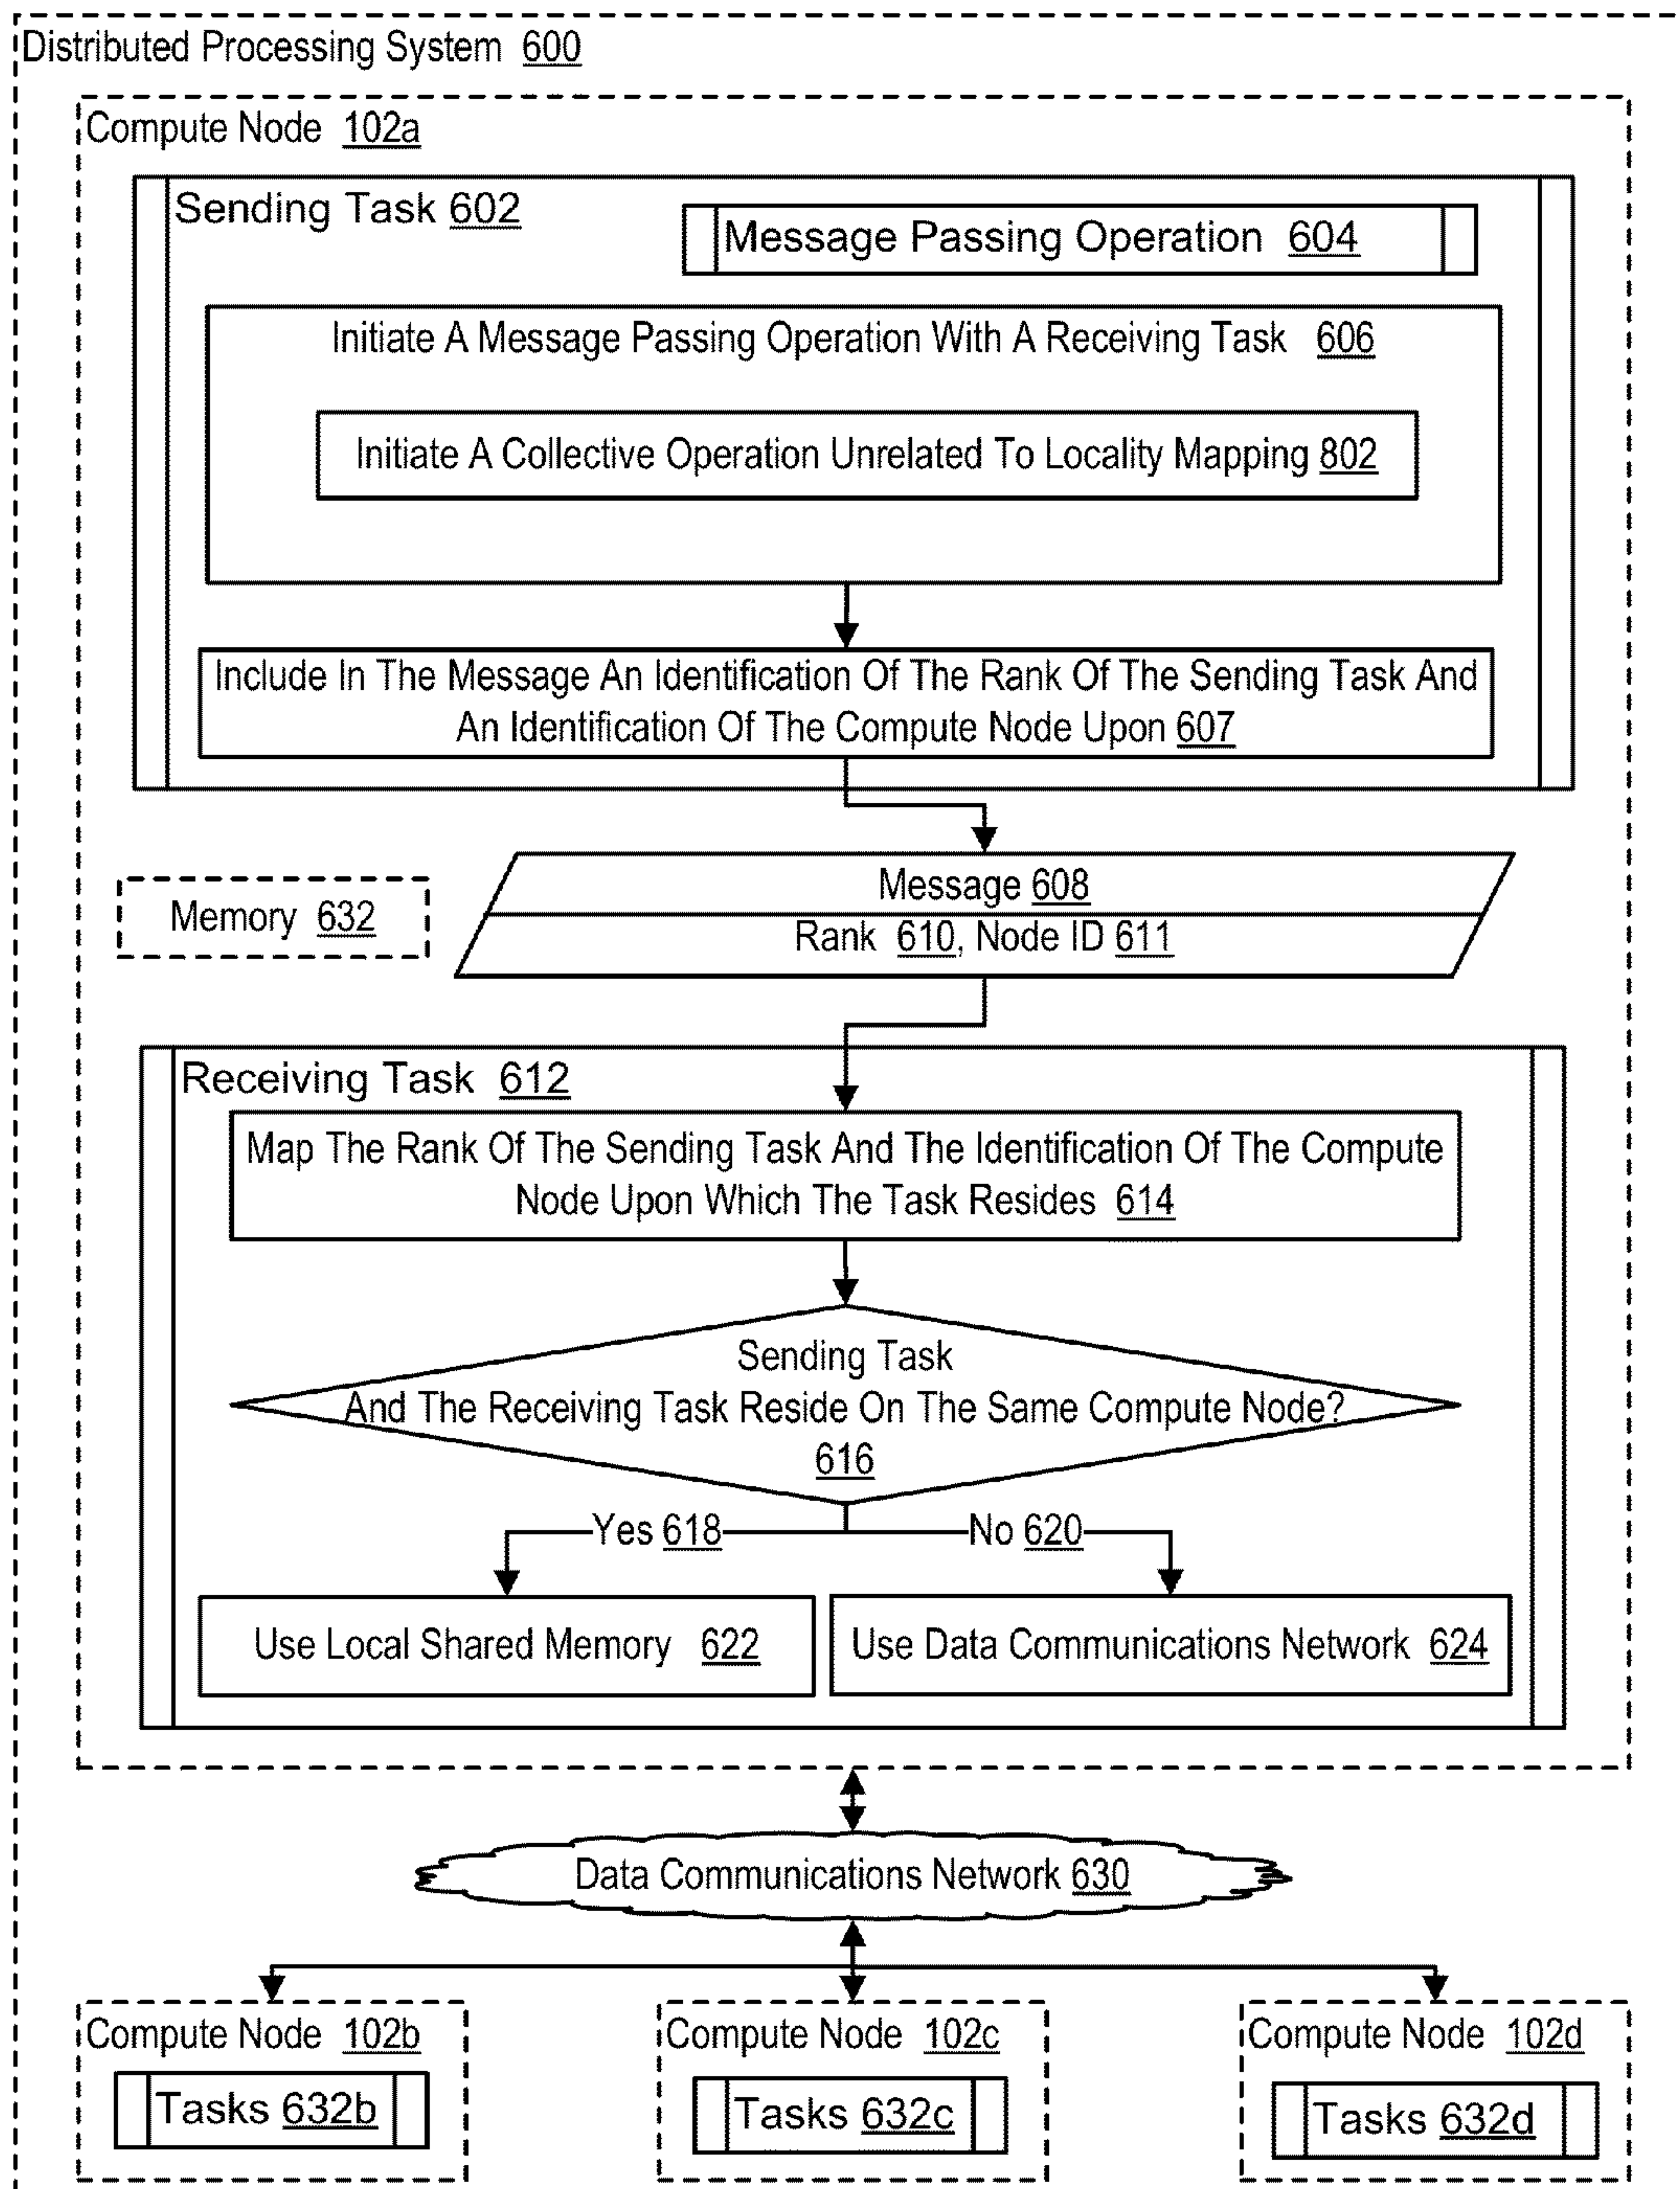 Distributed Processing System 600
Compute Node 102a
Sending Task 602
Message Passing Operation 604
Initiate A Message Passing Operation With A Receiving Task 606
Initiate A Collective Operation Unrelated To Locality Mapping 802
Include In The Message An Identification Of The Rank Of The Sending Task And
An Identification Of The Compute Node Upon 607
Message 608
Memory 632
Rank 610, Node ID 611
Receiving Task 612
Map The Rank Of The Sending Task And The Identification Of The Compute
Node Upon Which The Task Resides 614
Sending Task
And The Receiving Task Reside On The Same Compute Node?
616
Yes 618
No 620
Use Local Shared Memory 622
Use Data Communications Network 624
Data Communications Network 630
Compute Node 102b
Tasks 632b
Compute Node 102c
Tasks 632c
Compute Node 102d
Tasks 632d